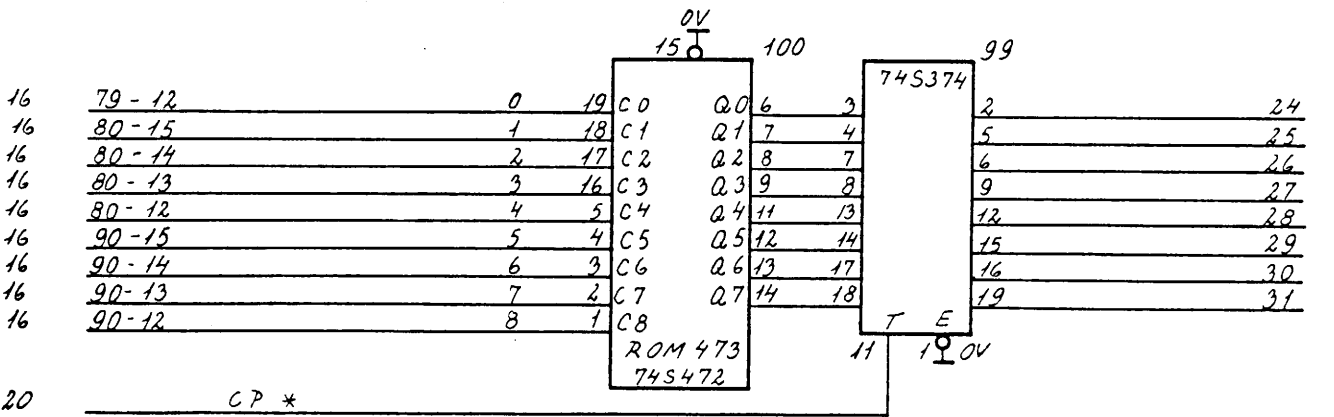 0V
15 100
99
74S374
16 79-12 0 19 C0 Q0 6 3 2 24
16 80-15 1 18 C1 Q1 7 4 5 25
16 80-14 2 17 C2 Q2 8 7 6 26
16 80-13 3 16 C3 Q3 9 8 9 27
16 80-12 4 5 C4 Q4 11 13 12 28
16 90-15 5 4 C5 Q5 12 14 15 29
16 90-14 6 3 C6 Q6 13 17 16 30
16 90-13 7 2 C7 Q7 14 18 19 31
16 90-12 8 1 C8
T E
ROM 473
11 1 0V
74S472
20 CP *